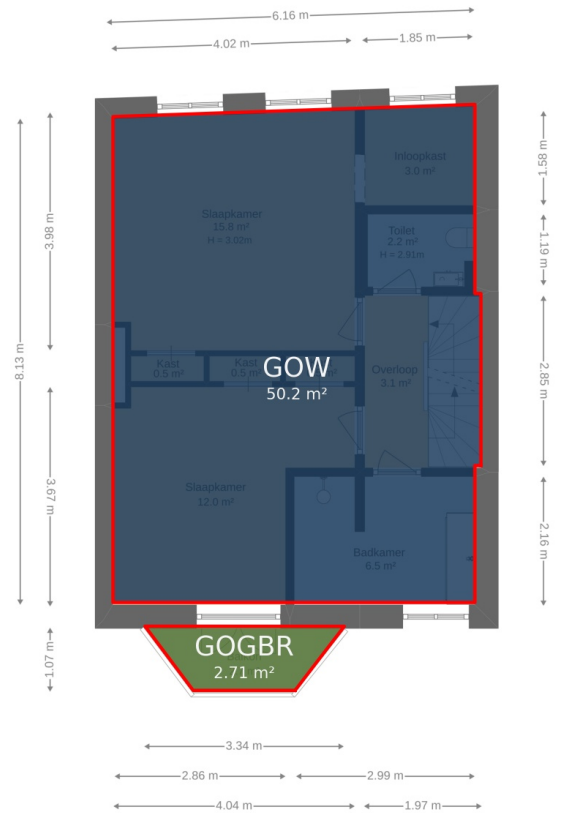 6.16 m
4.02 m
1.85 m
Inloopkast
3.0 m²
1.58 m
Slaapkamer
15.8 m²
H = 3.02m
Toilet
2.2 m²
H = 2.91m
1.19 m
3.98 m
8.13 m
Kast
0.5 m²
Kast
0.5 m²
GOW
50.2 m²
Overloop
3.1 m²
2.85 m
3.67 m
Slaapkamer
12.0 m²
Badkamer
6.5 m²
2.16 m
GOGBR
2.71 m²
1.07 m
3.34 m
2.86 m
2.99 m
4.04 m
1.97 m